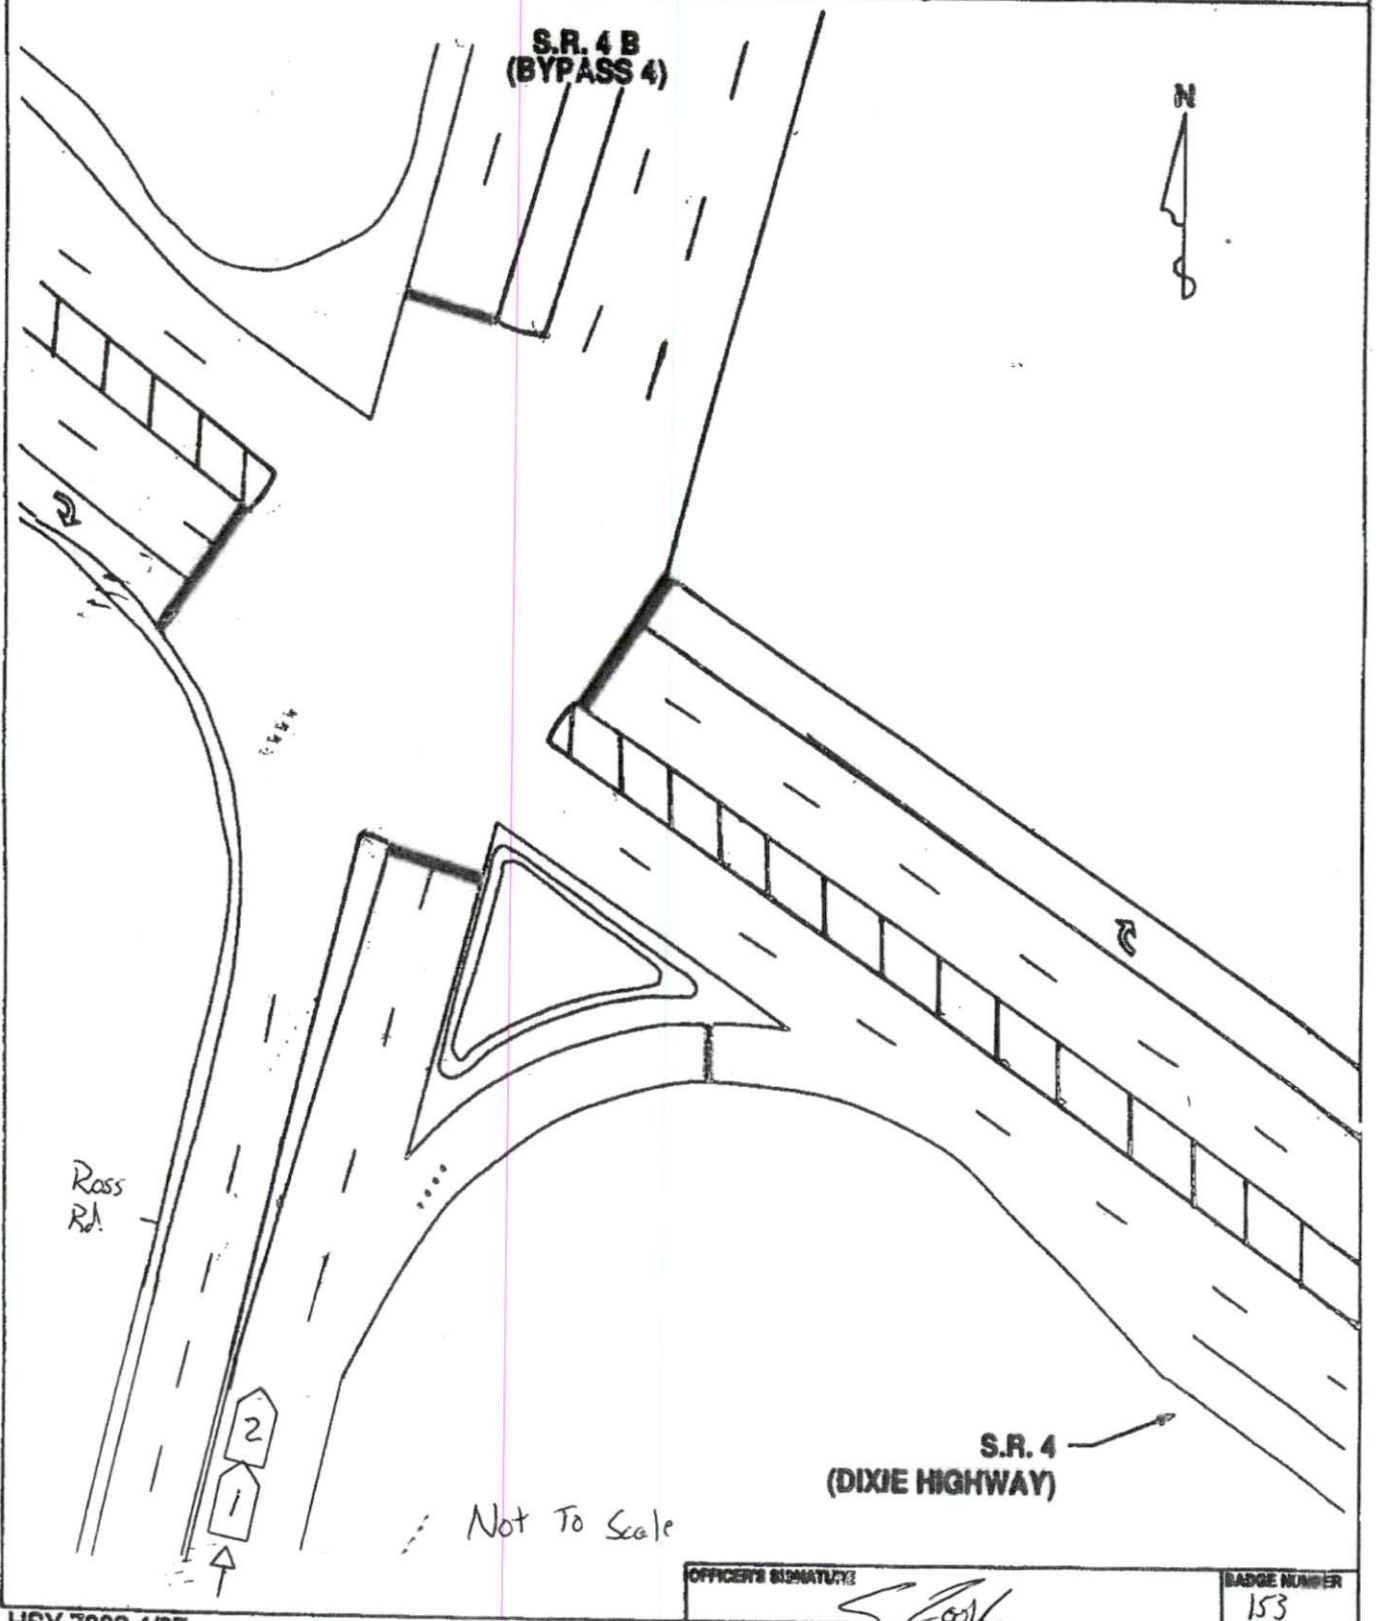 S.R. 4 B
(BYPASS 4)
N
Ross
Rd.
2
1
S.R. 4
(DIXIE HIGHWAY)
Not To Scale
OFFICER'S SIGNATURE
BADGE NUMBER
153